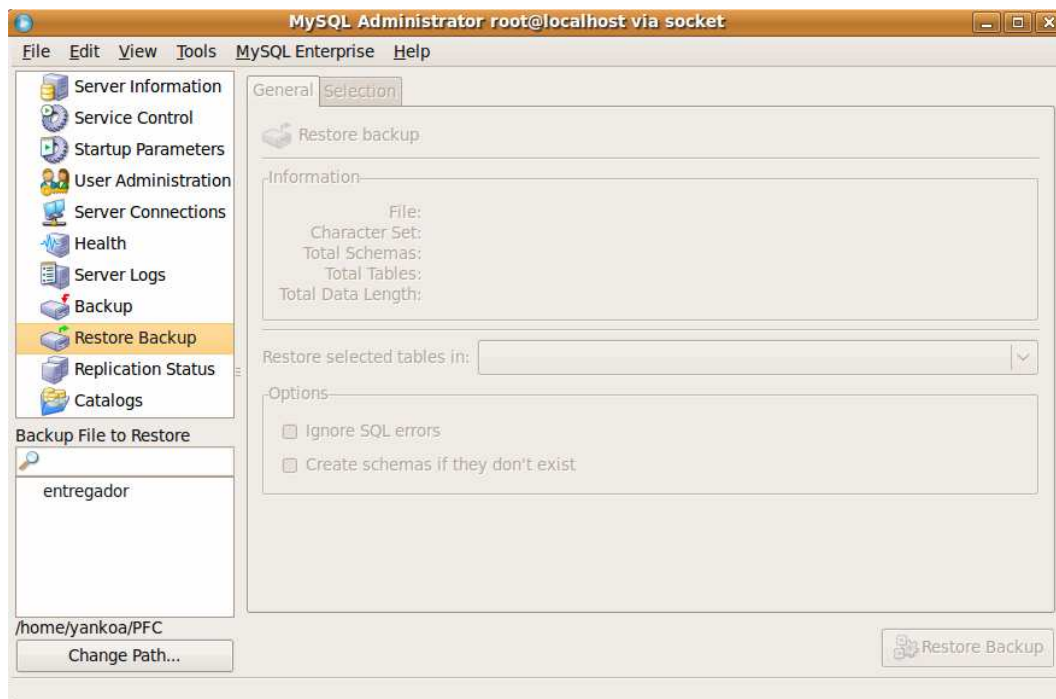 MySQL Administrator root@localhost via socket
File Edit View Tools MySQL Enterprise Help
Server Information
Service Control
Startup Parameters
User Administration
Server Connections
Health
Server Logs
Backup
Restore Backup
Replication Status
Catalogs
Backup File to Restore
entregador
/home/yankoa/PFC
Change Path...
General Selection
Restore backup
Information
File:
Character Set:
Total Schemas:
Total Tables:
Total Data Length:
Restore selected tables in:
Options
Ignore SQL errors
Create schemas if they don't exist
Restore Backup